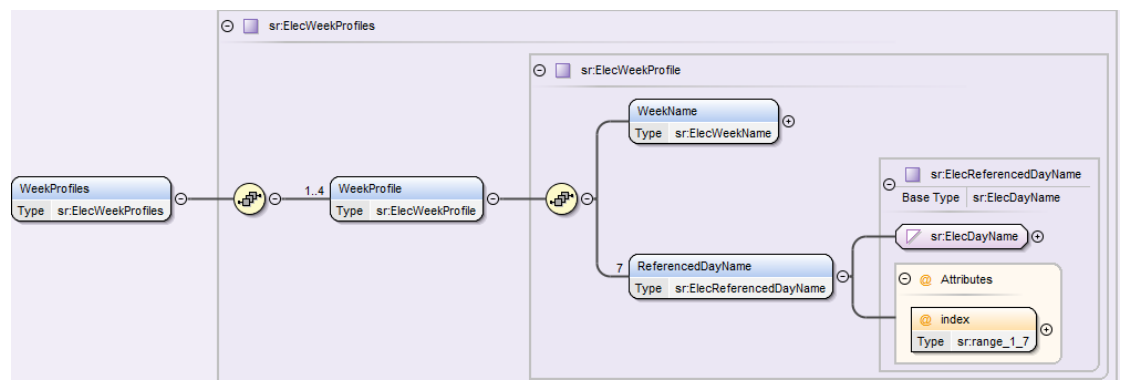 sr:ElecWeekProfiles
sr:ElecWeekProfile
WeekName
Type sr:ElecWeekName
WeekProfiles
Type sr:ElecWeekProfiles
1..4
WeekProfile
Type sr:ElecWeekProfile
sr:ElecReferencedDayName
Base Type sr:ElecDayName
sr:ElecDayName
7
ReferencedDayName
Type sr:ElecReferencedDayName
@ Attributes
@ index
Type sr:range_1_7